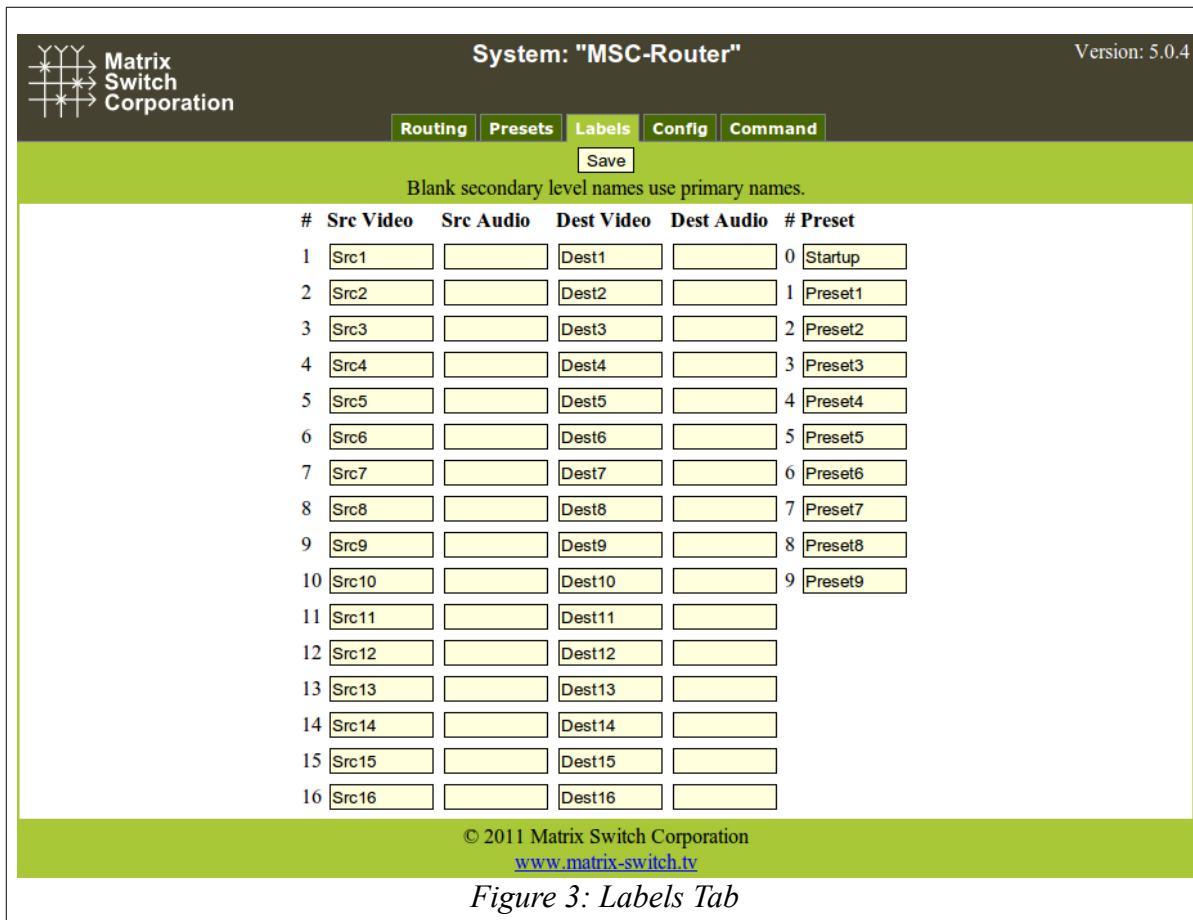 Matrix
Switch
Corporation
System: "MSC-Router"
Version: 5.0.4
Routing Presets Labels Config Command
Save
Blank secondary level names use primary names.
# Src Video Src Audio Dest Video Dest Audio # Preset
1 Src1 Dest1 0 Startup
2 Src2 Dest2 1 Preset1
3 Src3 Dest3 2 Preset2
4 Src4 Dest4 3 Preset3
5 Src5 Dest5 4 Preset4
6 Src6 Dest6 5 Preset5
7 Src7 Dest7 6 Preset6
8 Src8 Dest8 7 Preset7
9 Src9 Dest9 8 Preset8
10 Src10 Dest10 9 Preset9
11 Src11 Dest11
12 Src12 Dest12
13 Src13 Dest13
14 Src14 Dest14
15 Src15 Dest15
16 Src16 Dest16
© 2011 Matrix Switch Corporation
www.matrix-switch.tv
Figure 3: Labels Tab